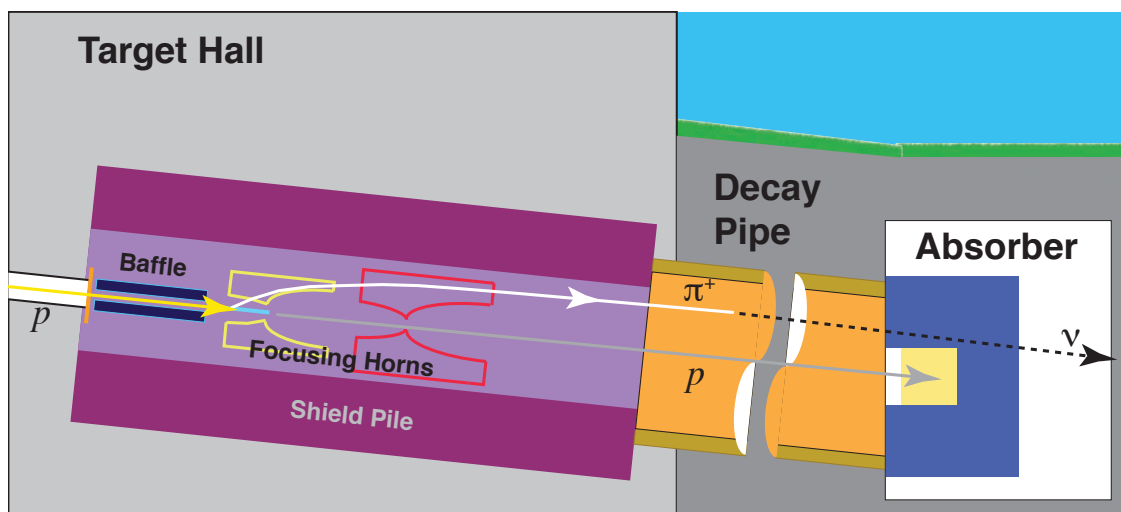 Target Hall
Decay
Pipe
Absorber
Baffle
p
π+
ν
Focusing Horns
p
Shield Pile